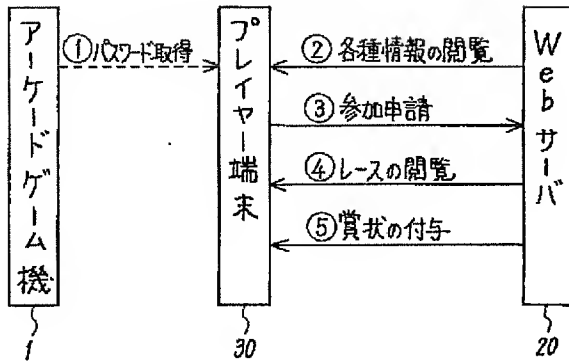 アーケードゲーム機
プレイヤー端末
Webサーバ
①パスワード取得
②各種情報の閲覧
③参加申請
④レースの閲覧
⑤賞状の付与
1
30
20